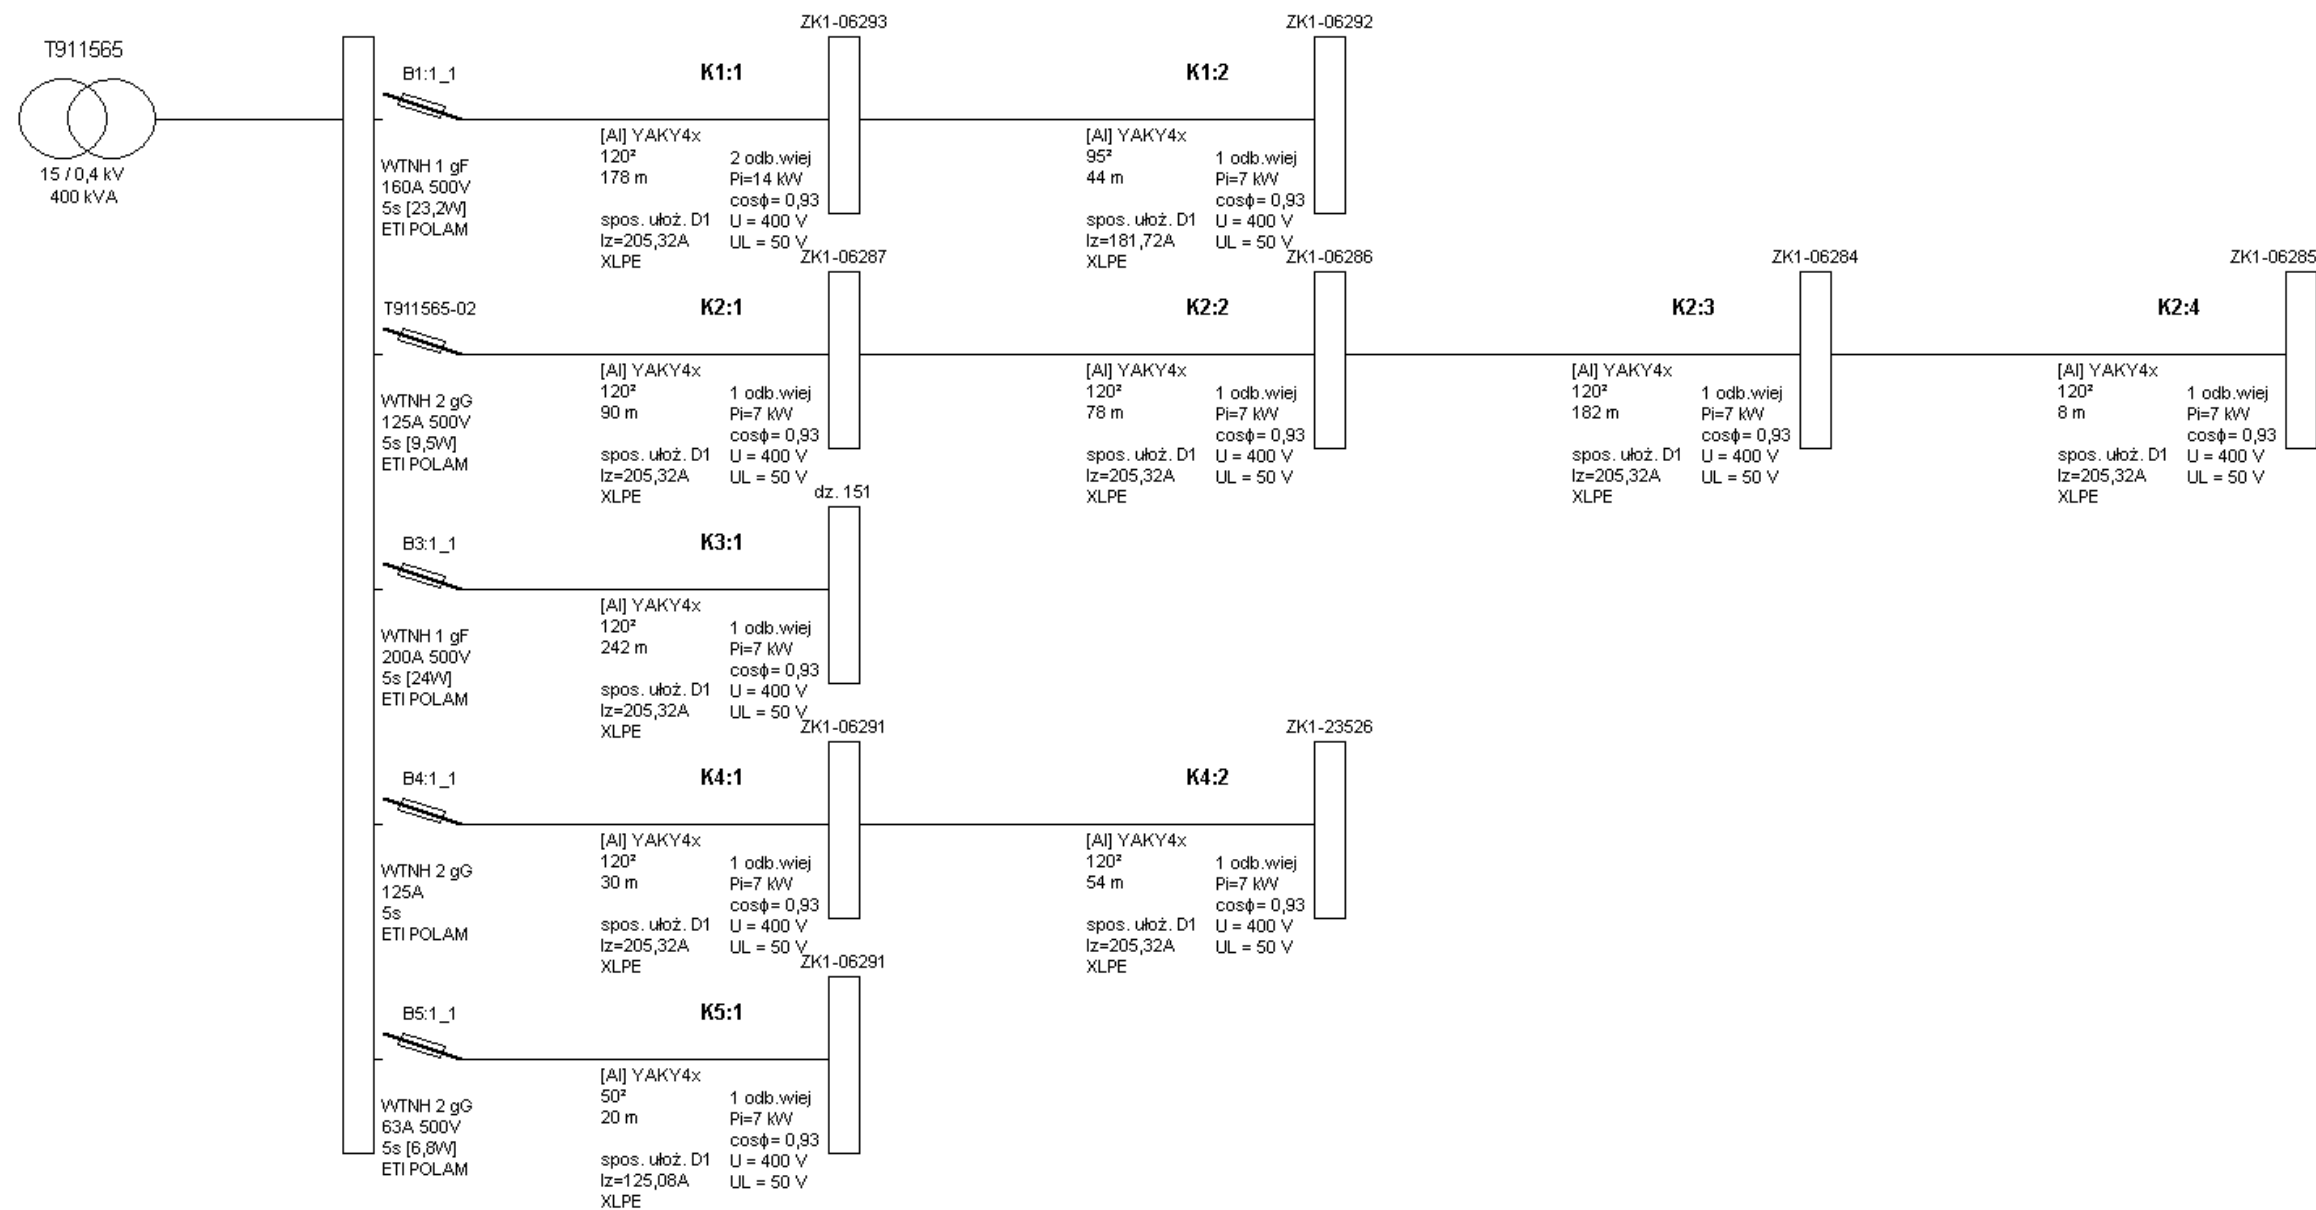 T911565
15 / 0,4 kV
400 kVA
B1:1_1
WTNH 1 gF
160A 500V
5s [23,2W]
ETI POLAM
K1:1
[Al] YAKY4x
120²
178 m
spos. ułoż. D1
Iz=205,32A
XLPE
2 odb.wiej
Pi=14 kW
cosϕ= 0,93
U = 400 V
UL = 50 V
ZK1-06293
K1:2
[Al] YAKY4x
95²
44 m
spos. ułoż. D1
Iz=181,72A
XLPE
1 odb.wiej
Pi=7 kW
cosϕ= 0,93
U = 400 V
UL = 50 V
ZK1-06292
T911565-02
WTNH 2 gG
125A 500V
5s [9,5W]
ETI POLAM
K2:1
[Al] YAKY4x
120²
90 m
spos. ułoż. D1
Iz=205,32A
XLPE
1 odb.wiej
Pi=7 kW
cosϕ= 0,93
U = 400 V
UL = 50 V
ZK1-06287
K2:2
[Al] YAKY4x
120²
78 m
spos. ułoż. D1
Iz=205,32A
XLPE
1 odb.wiej
Pi=7 kW
cosϕ= 0,93
U = 400 V
UL = 50 V
ZK1-06286
K2:3
[Al] YAKY4x
120²
182 m
spos. ułoż. D1
Iz=205,32A
XLPE
1 odb.wiej
Pi=7 kW
cosϕ= 0,93
U = 400 V
UL = 50 V
ZK1-06284
K2:4
[Al] YAKY4x
120²
8 m
spos. ułoż. D1
Iz=205,32A
XLPE
1 odb.wiej
Pi=7 kW
cosϕ= 0,93
U = 400 V
UL = 50 V
ZK1-06285
B3:1_1
WTNH 1 gF
200A 500V
5s [24W]
ETI POLAM
K3:1
[Al] YAKY4x
120²
242 m
spos. ułoż. D1
Iz=205,32A
XLPE
1 odb.wiej
Pi=7 kW
cosϕ= 0,93
U = 400 V
UL = 50 V
dz. 151
B4:1_1
WTNH 2 gG
125A
5s
ETI POLAM
K4:1
[Al] YAKY4x
120²
30 m
spos. ułoż. D1
Iz=205,32A
XLPE
1 odb.wiej
Pi=7 kW
cosϕ= 0,93
U = 400 V
UL = 50 V
ZK1-06291
K4:2
[Al] YAKY4x
120²
54 m
spos. ułoż. D1
Iz=205,32A
XLPE
1 odb.wiej
Pi=7 kW
cosϕ= 0,93
U = 400 V
UL = 50 V
ZK1-23526
B5:1_1
WTNH 2 gG
63A 500V
5s [6,8W]
ETI POLAM
K5:1
[Al] YAKY4x
50²
20 m
spos. ułoż. D1
Iz=125,08A
XLPE
1 odb.wiej
Pi=7 kW
cosϕ= 0,93
U = 400 V
UL = 50 V
ZK1-06291